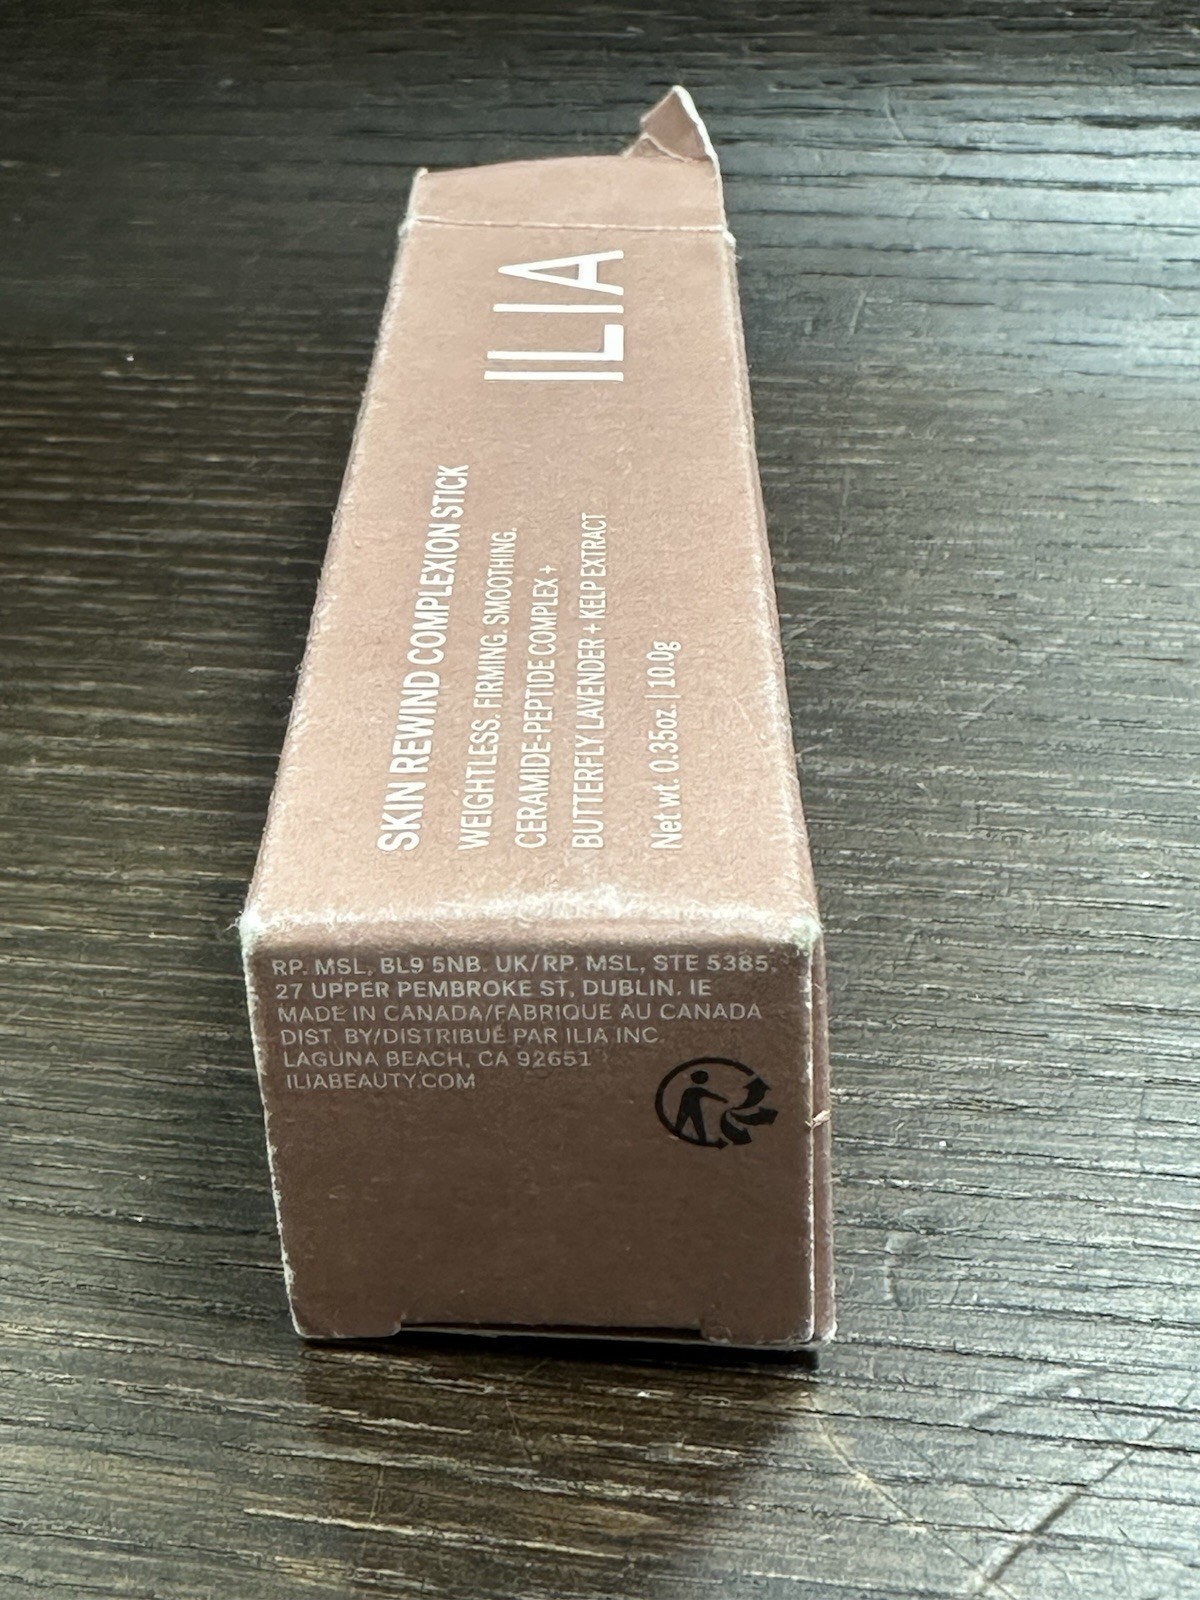 ILIA
SKIN REWIND COMPLEXION STICK
WEIGHTLESS. FIRMING. SMOOTHING.
CERAMIDE-PEPTIDE COMPLEX +
BUTTERFLY LAVENDER + KELP EXTRACT
Net wt. 0.35oz. | 10.0g
RP. MSL, BL9 5NB. UK/RP. MSL, STE 5385,
27 UPPER PEMBROKE ST, DUBLIN. IE
MADE IN CANADA/FABRIQUE AU CANADA
DIST. BY/DISTRIBUÉ PAR ILIA INC.
LAGUNA BEACH, CA 92651
ILIABEAUTY.COM